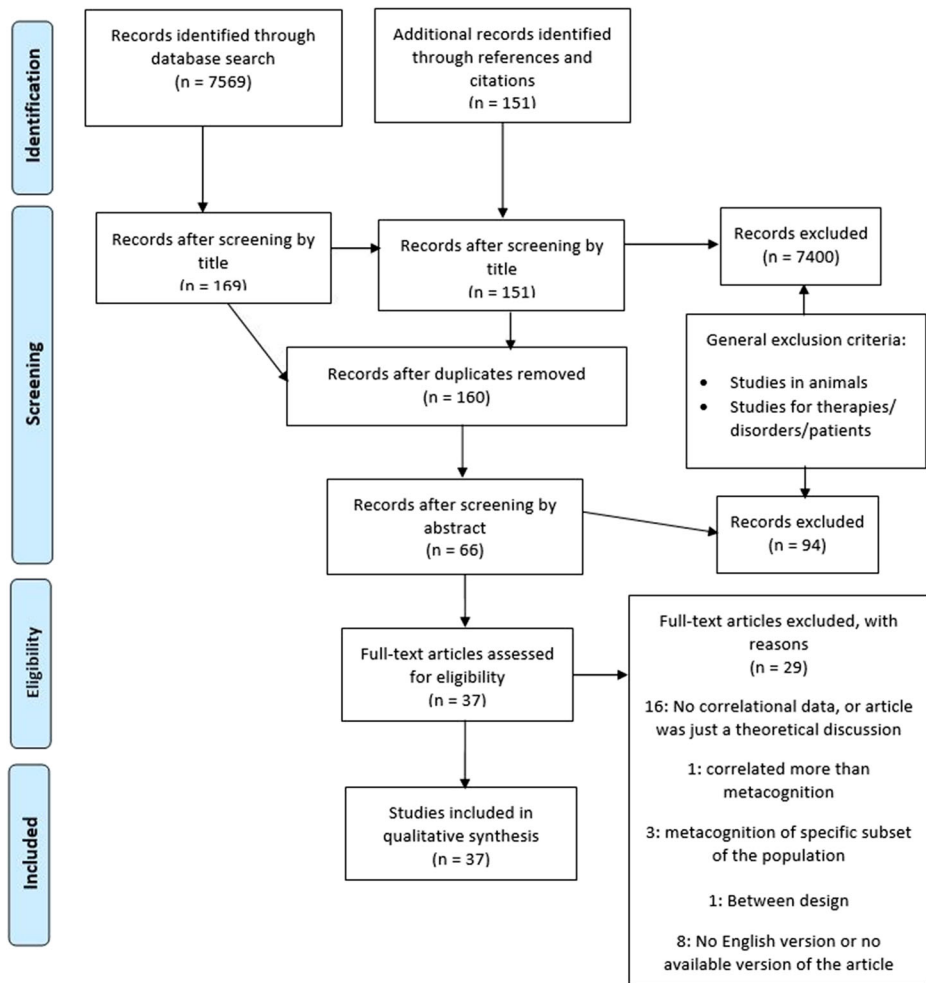 Identification
Records identified through
database search
(n = 7569)
Additional records identified
through references and
citations
(n = 151)
Screening
Records after screening by
title
(n = 169)
Records after screening by
title
(n = 151)
Records excluded
(n = 7400)
General exclusion criteria:
• Studies in animals
• Studies for therapies/
disorders/patients
Records after duplicates removed
(n = 160)
Records after screening by
abstract
(n = 66)
Records excluded
(n = 94)
Eligibility
Full-text articles assessed
for eligibility
(n = 37)
Full-text articles excluded, with
reasons
(n = 29)
16: No correlational data, or article
was just a theoretical discussion
1: correlated more than
metacognition
3: metacognition of specific subset
of the population
1: Between design
8: No English version or no
available version of the article
Included
Studies included in
qualitative synthesis
(n = 37)